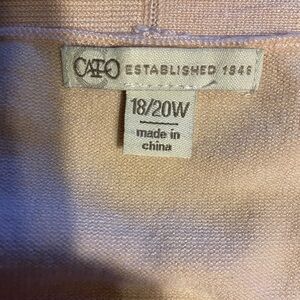 CATO ESTABLISHED 1946
18/20W
made in
china